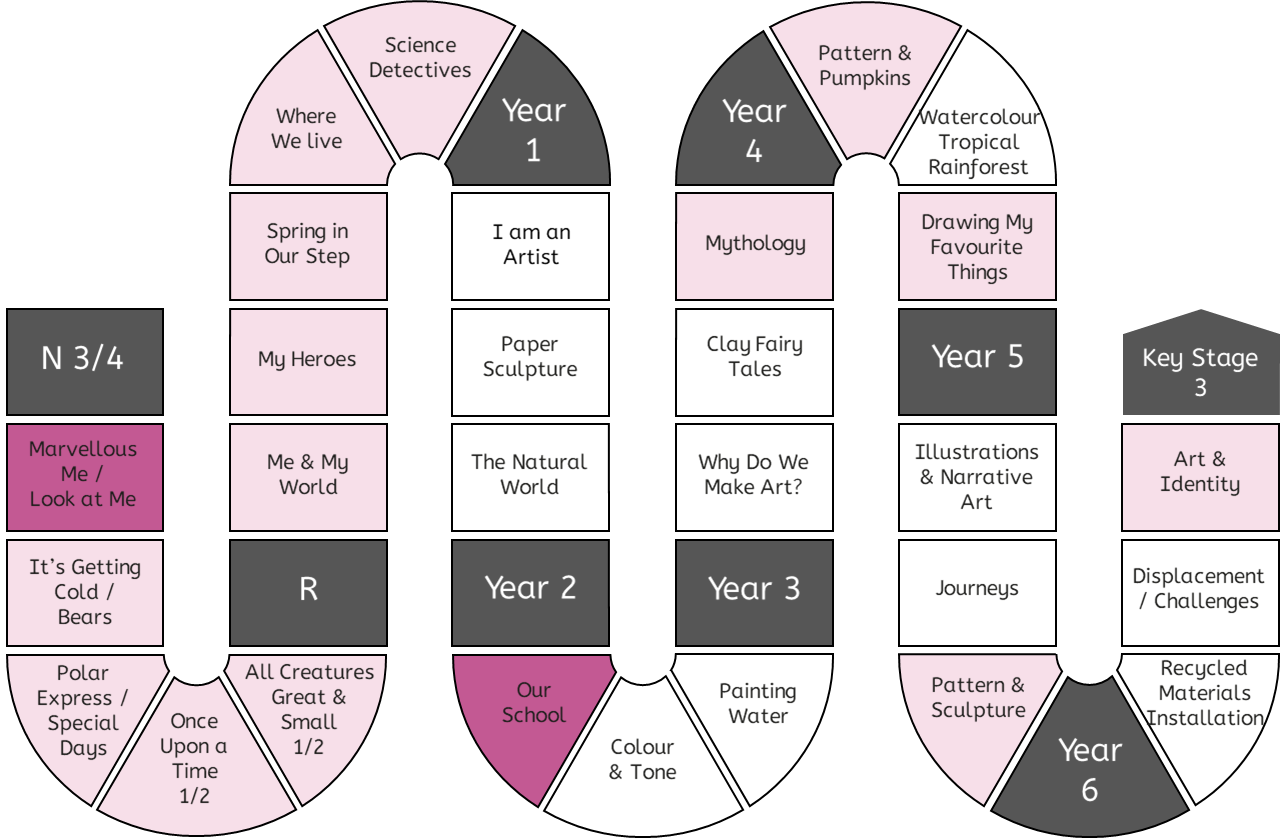 N 3/4
Marvellous
Me /
Look at Me
It's Getting
Cold /
Bears
Polar
Express /
Special
Days
Once
Upon a
Time
1/2
All Creatures
Great &
Small
1/2
R
Me & My
World
My Heroes
Spring in
Our Step
Where
We live
Science
Detectives
Year
1
I am an
Artist
Paper
Sculpture
The Natural
World
Year 2
Our
School
Colour
& Tone
Painting
Water
Year 3
Why Do We
Make Art?
Clay Fairy
Tales
Mythology
Year
4
Pattern &
Pumpkins
Watercolour
Tropical
Rainforest
Drawing My
Favourite
Things
Year 5
Illustrations
& Narrative
Art
Journeys
Pattern &
Sculpture
Year
6
Recycled
Materials
Installation
Displacement
/ Challenges
Art &
Identity
Key Stage
3